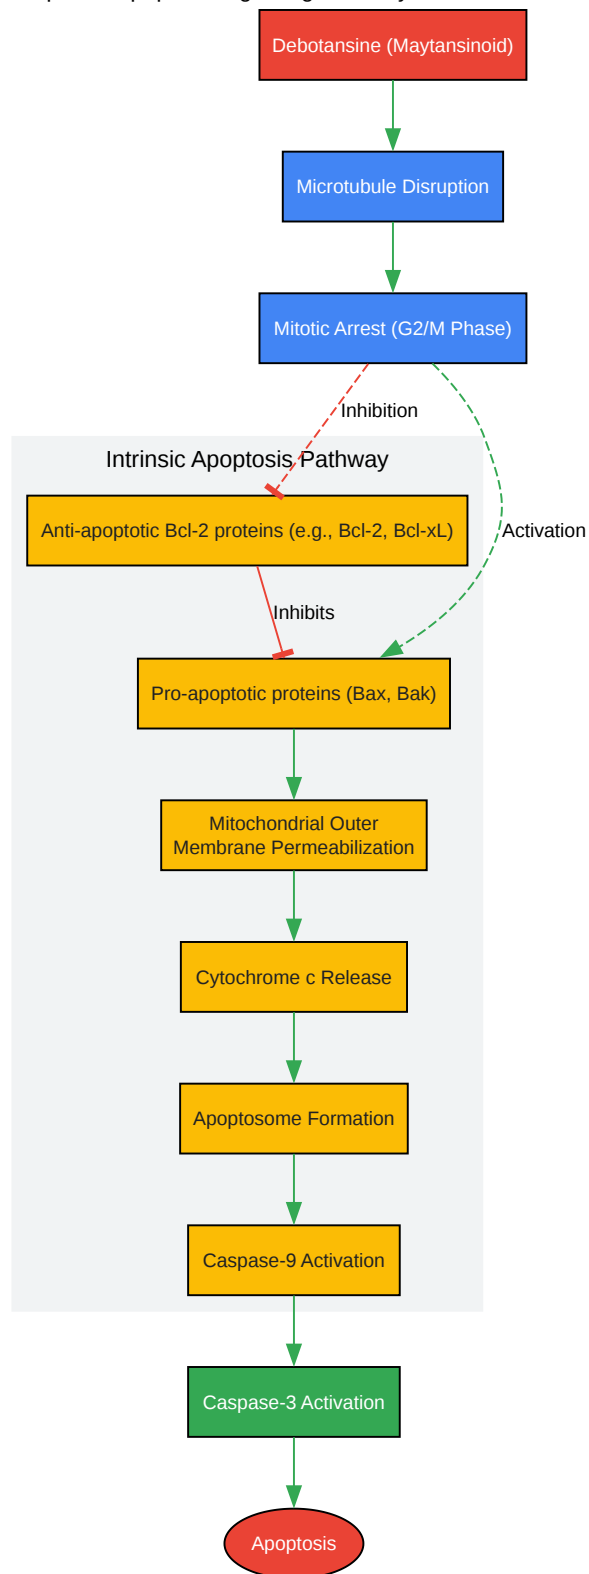 Debotansine (Maytansinoid)
Microtubule Disruption
Mitotic Arrest (G2/M Phase)
Inhibition
Intrinsic Apoptosis Pathway
Anti-apoptotic Bcl-2 proteins (e.g., Bcl-2, Bcl-xL)
Activation
Inhibits
Pro-apoptotic proteins (Bax, Bak)
Mitochondrial Outer
Membrane Permeabilization
Cytochrome c Release
Apoptosome Formation
Caspase-9 Activation
Caspase-3 Activation
Apoptosis